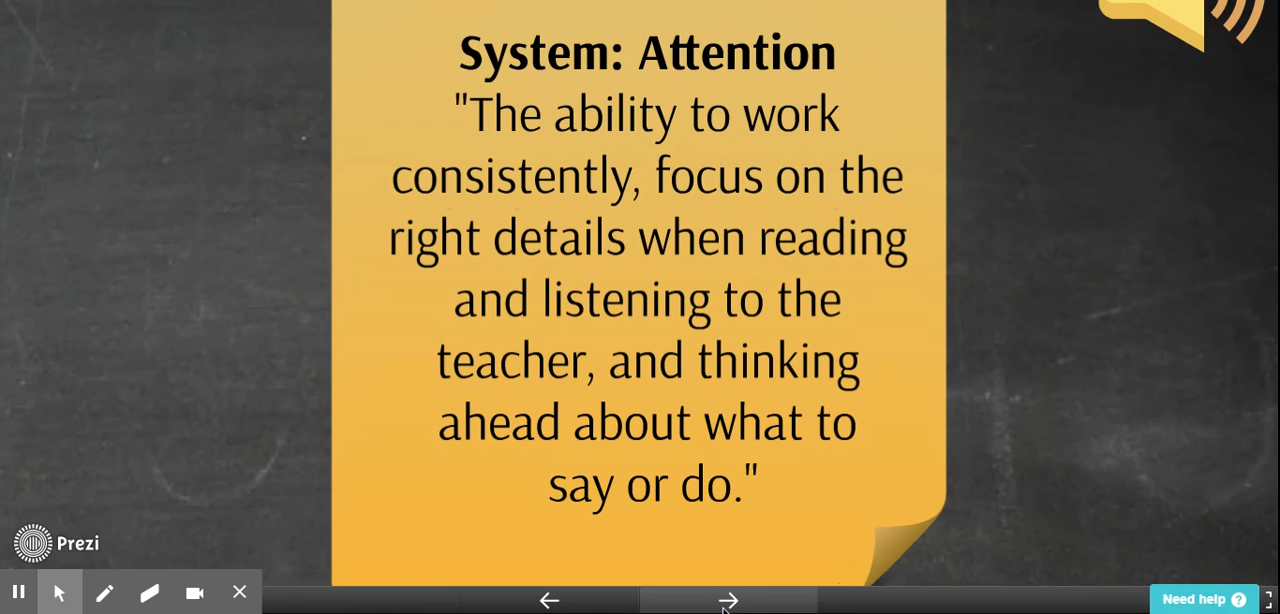 System: Attention
"The ability to work
consistently, focus on the
right details when reading
and listening to the
teacher, and thinking
ahead about what to
say or do."
Prezi
Need help ?